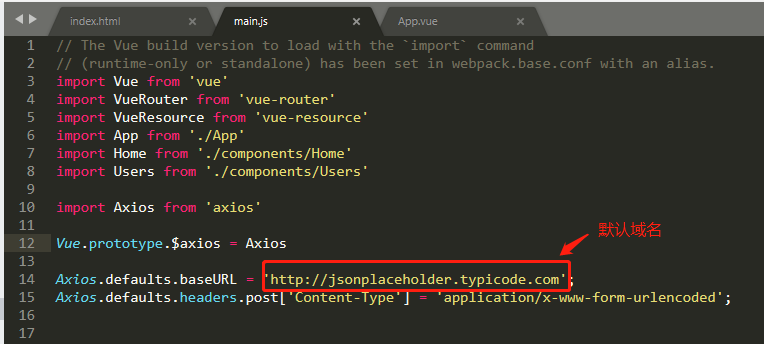 index.html × main.js × App.vue ×
1 // The Vue build version to load with the `import` command
2 // (runtime-only or standalone) has been set in webpack.base.conf with an alias.
3 import Vue from 'vue'
4 import VueRouter from 'vue-router'
5 import VueResource from 'vue-resource'
6 import App from './App'
7 import Home from './components/Home'
8 import Users from './components/Users'
9
10 import Axios from 'axios'
11
默认域名
12 Vue.prototype.$axios = Axios
13
14 Axios.defaults.baseURL = 'http://jsonplaceholder.typicode.com';
15 Axios.defaults.headers.post['Content-Type'] = 'application/x-www-form-urlencoded';
16
17